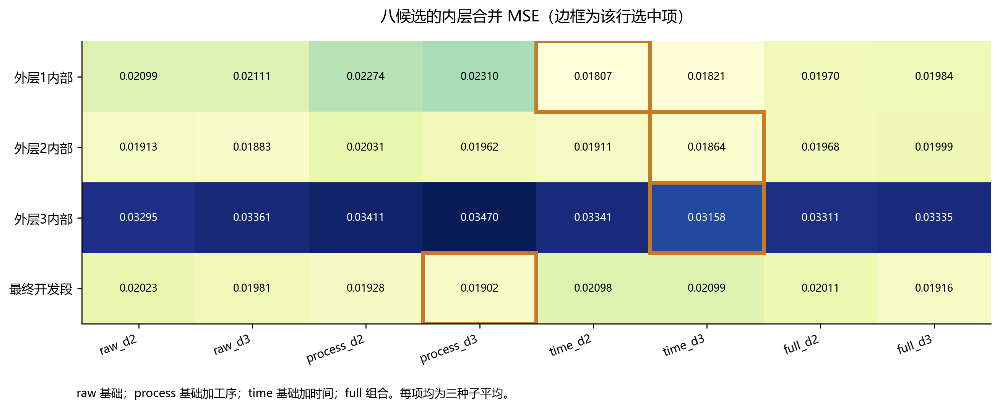 八候选的内层合并 MSE（边框为该行选中项）
外层1内部 0.02099 0.02111 0.02274 0.02310 0.01807 0.01821 0.01970 0.01984
外层2内部 0.01913 0.01883 0.02031 0.01962 0.01911 0.01864 0.01968 0.01999
外层3内部 0.03295 0.03361 0.03411 0.03470 0.03341 0.03158 0.03311 0.03335
最终开发段 0.02023 0.01981 0.01928 0.01902 0.02098 0.02099 0.02011 0.01916
raw_d2 raw_d3 process_d2 process_d3 time_d2 time_d3 full_d2 full_d3
raw 基础；process 基础加工序；time 基础加时间；full 组合。每项均为三种子平均。